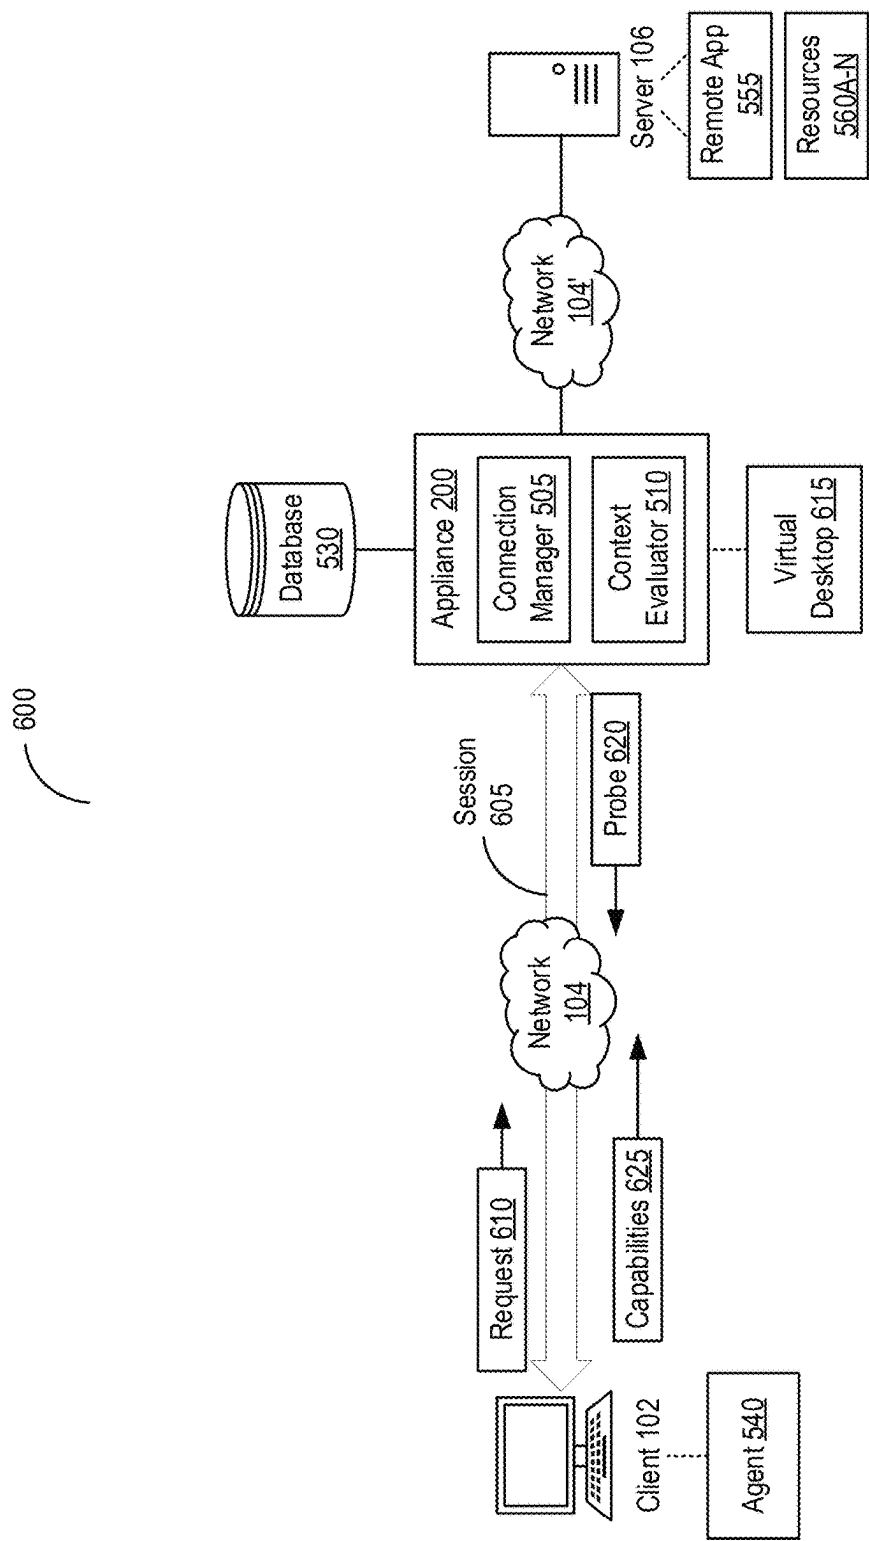 600
Database
530
Session
605
Request 610
Network
104
Probe 620
Capabilities 625
Client 102
Agent 540
Appliance 200
Connection
Manager 505
Context
Evaluator 510
Virtual
Desktop 615
Network
104'
Server 106
Remote App
555
Resources
560A-N